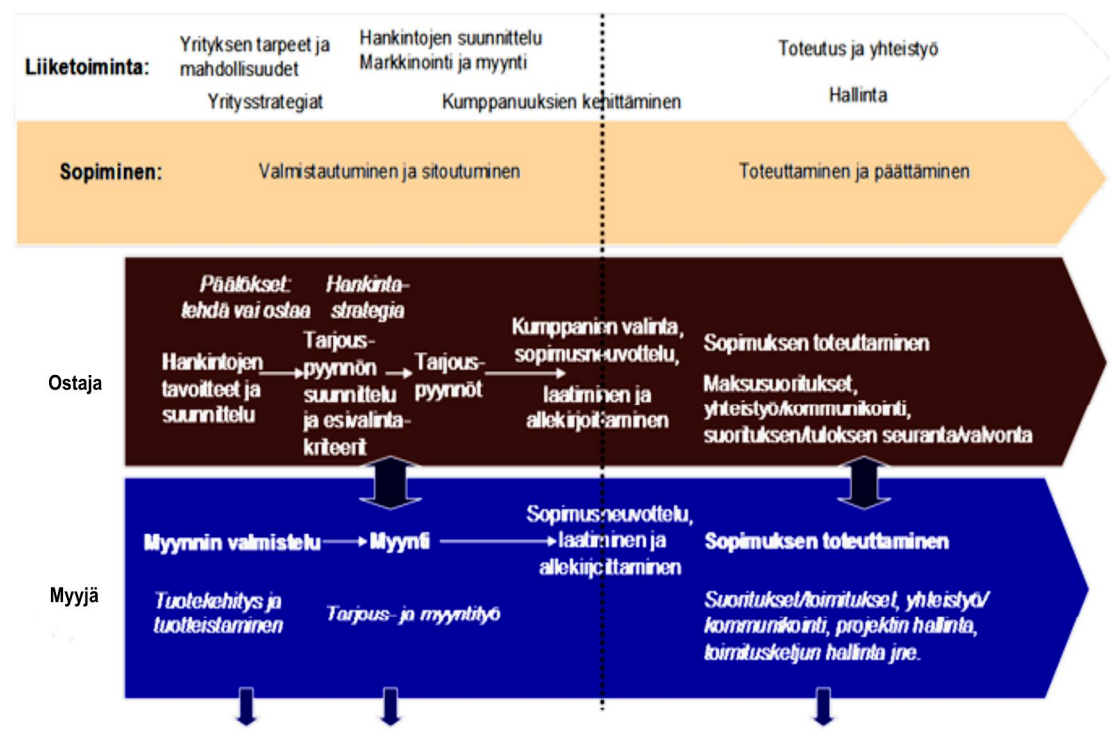 Liiketoiminta:
Yrityksen tarpeet ja
mahdollisuudet
Hankintojen suunnittelu
Markkinointi ja myynti
Toteutus ja yhteistyö
Yritysstrategiat
Kumppanuuksien kehittäminen
Hallinta
Sopiminen:
Valmistautuminen ja sitoutuminen
Toteuttaminen ja päättäminen
Ostaja
Päätökset:
tehdä vai ostaa
Hankinta-
strategia
Hankintojen
tavoitteet ja
suunnittelu
Tarjous-
pyynnön
suunnittelu
ja esivalinta-
kriteerit
Tarjous-
pyynnöt
Kumppanien valinta,
sopimusneuvottelu,
laatiminen ja
allekirjoittaminen
Sopimuksen toteuttaminen
Maksusuoritukset,
yhteistyö/kommunikointi,
suorituksen/tuloksen seuranta/valvonta
Myyjä
Myynnin valmistelu
Myynti
Sopimusneuvottelu,
laatiminen ja
allekirjoittaminen
Sopimuksen toteuttaminen
Tuotekehitys ja
tuotteistaminen
Tarjous- ja myyntityö
Suoritukset/toimitukset, yhteistyö/
kommunikointi, projektin hallinta,
toimitusketjun hallinta jne.